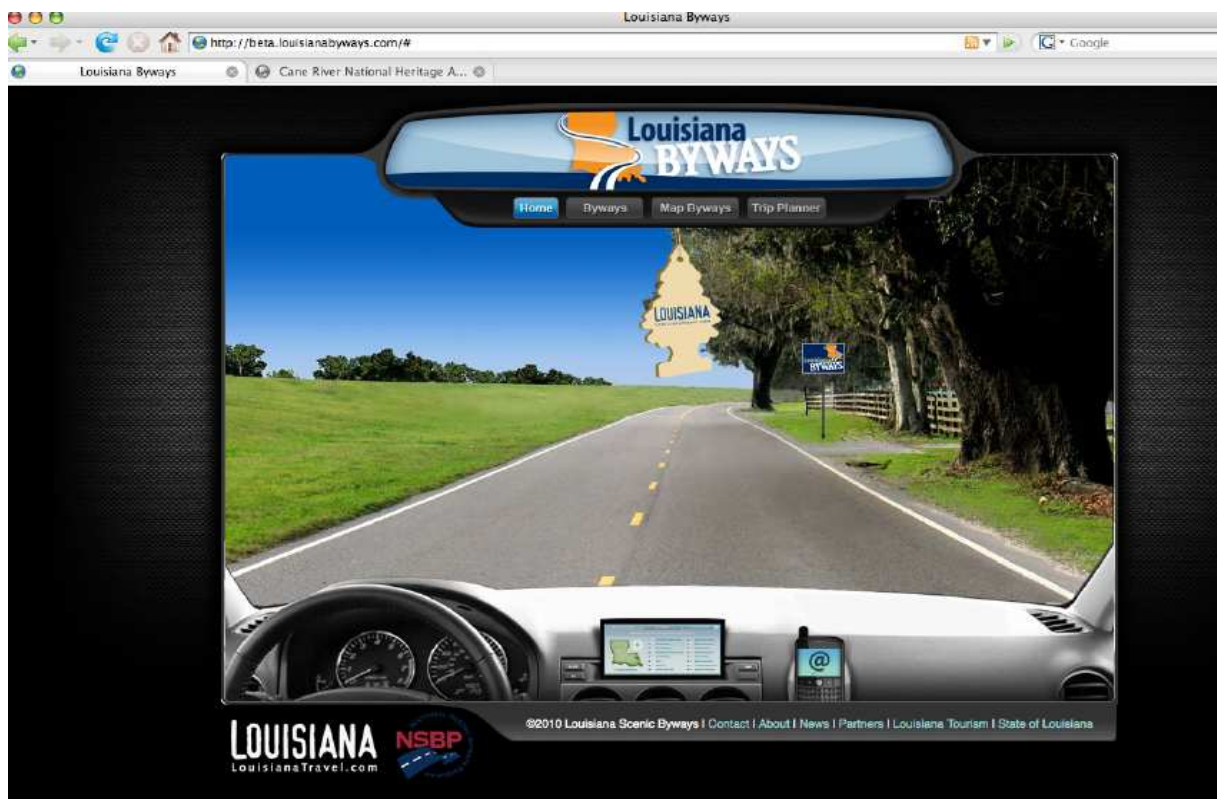 Louisiana Byways
http://beta.louisianabyways.com/#
Google
Louisiana Byways
Cane River National Heritage A...
Louisiana
BYWAYS
Home Byways Map Byways Trip Planner
LOUISIANA
BYWAYS
@
©2010 Louisiana Scenic Byways | Contact | About | News | Partners | Louisiana Tourism | State of Louisiana
LOUISIANA
LouisianaTravel.com
NSBP